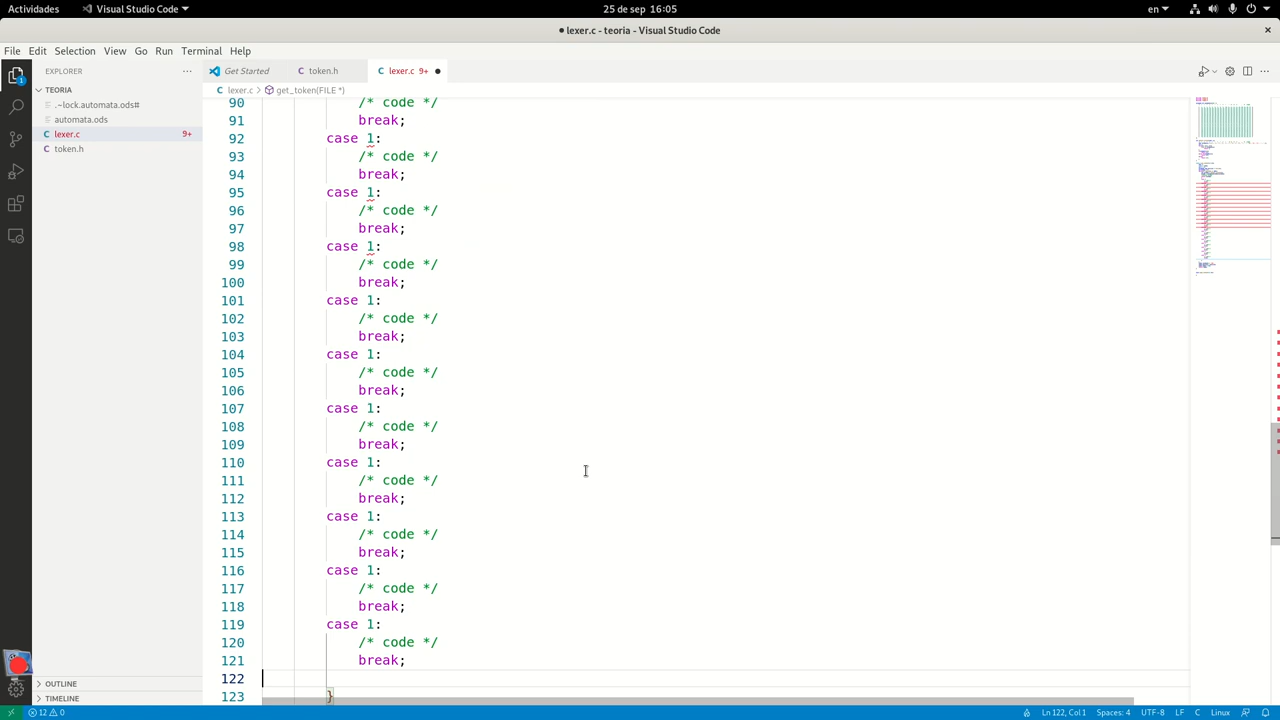 Actividades Visual Studio Code 25 de sep 16:05 en
● lexer.c - teoria - Visual Studio Code
File Edit Selection View Go Run Terminal Help
EXPLORER ··· Get Started token.h lexer.c 9+ ●
TEORIA
.~lock.automata.ods#
automata.ods
lexer.c 9+
token.h
lexer.c > get_token(FILE *)
90 /* code */
91 break;
92 case 1:
93 /* code */
94 break;
95 case 1:
96 /* code */
97 break;
98 case 1:
99 /* code */
100 break;
101 case 1:
102 /* code */
103 break;
104 case 1:
105 /* code */
106 break;
107 case 1:
108 /* code */
109 break;
110 case 1:
111 /* code */
112 break;
113 case 1:
114 /* code */
115 break;
116 case 1:
117 /* code */
118 break;
119 case 1:
120 /* code */
121 break;
122
123 }
OUTLINE
TIMELINE
12 0 Ln 122, Col 1 Spaces: 4 UTF-8 LF C Linux